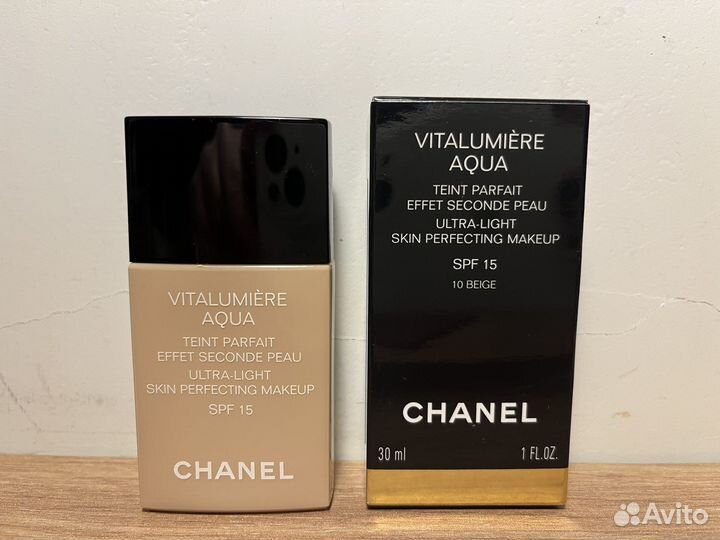 VITALUMIÈRE
AQUA
TEINT PARFAIT
EFFET SECONDE PEAU
ULTRA-LIGHT
SKIN PERFECTING MAKEUP
SPF 15
CHANEL
VITALUMIÈRE
AQUA
TEINT PARFAIT
EFFET SECONDE PEAU
ULTRA-LIGHT
SKIN PERFECTING MAKEUP
SPF 15
10 BEIGE
CHANEL
30 ml 1 FL.OZ.
Avito